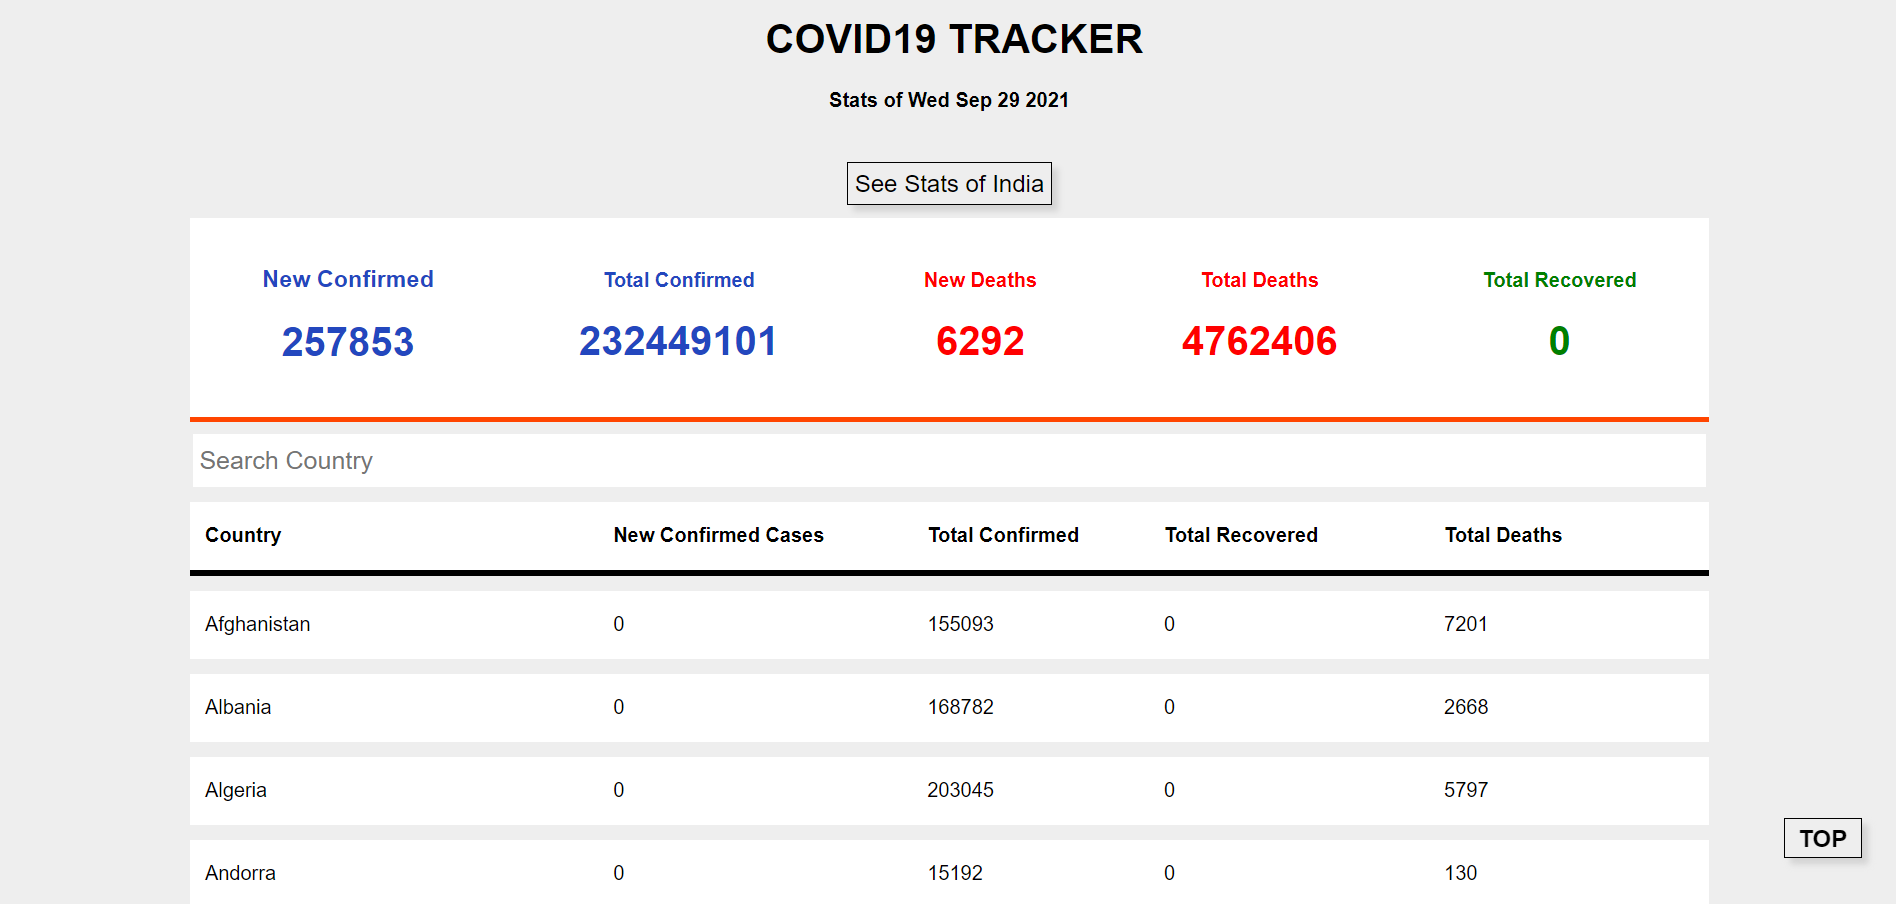 COVID19 TRACKER
Stats of Wed Sep 29 2021
See Stats of India
New Confirmed Total Confirmed New Deaths Total Deaths Total Recovered
257853 232449101 6292 4762406 0
Search Country
Country New Confirmed Cases Total Confirmed Total Recovered Total Deaths
Afghanistan 0 155093 0 7201
Albania 0 168782 0 2668
Algeria 0 203045 0 5797
TOP
Andorra 0 15192 0 130